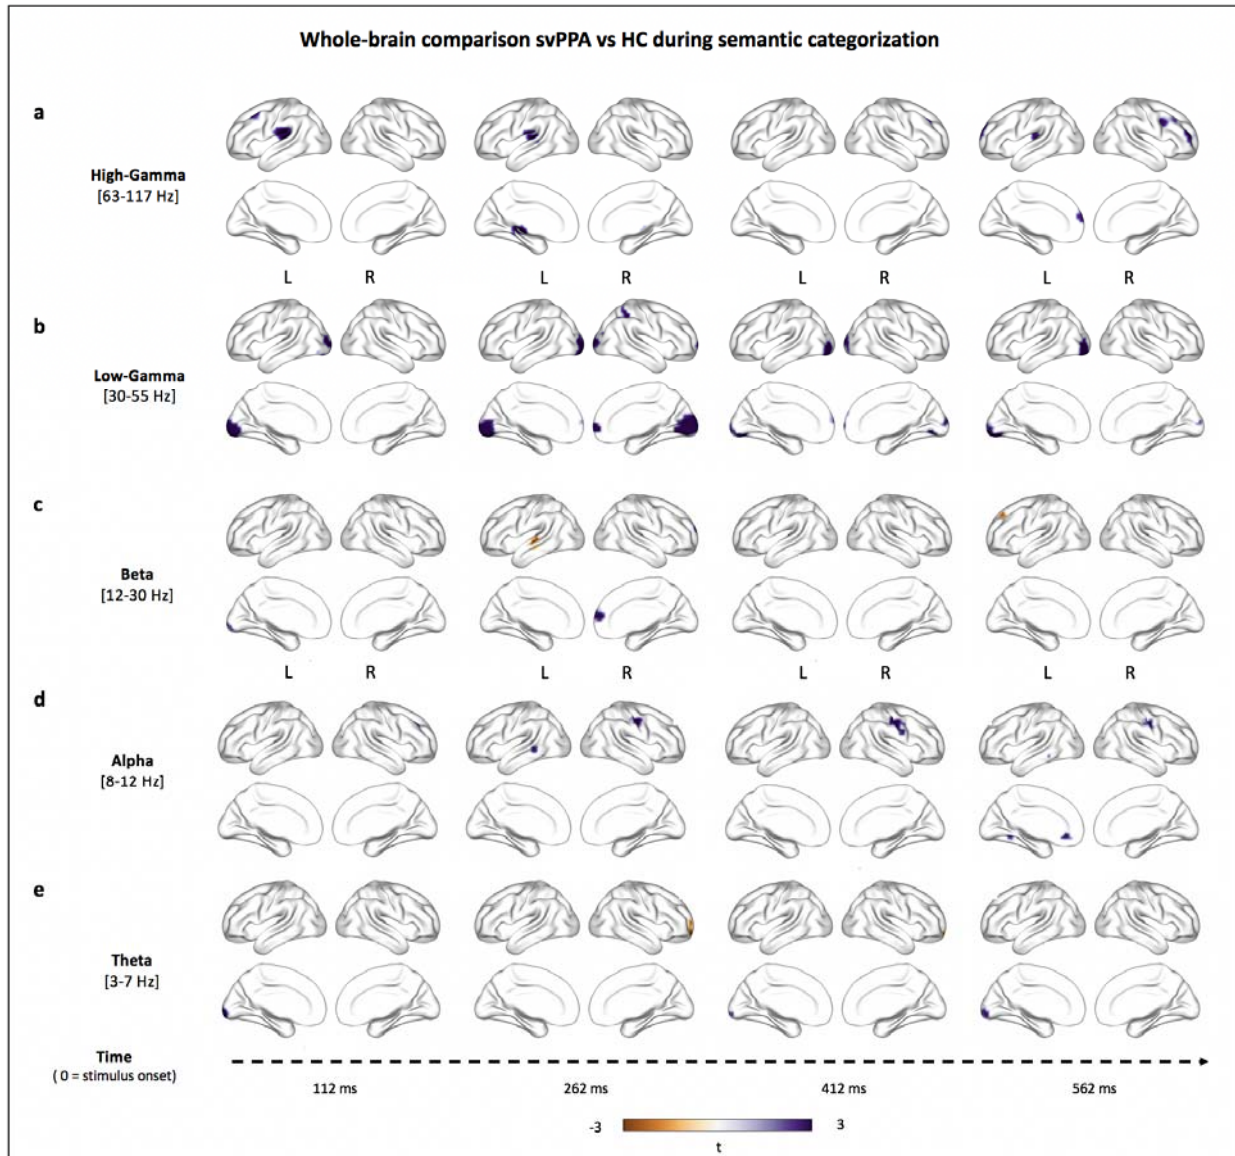 Whole-brain comparison svPPA vs HC during semantic categorization
a
High-Gamma
[63-117 Hz]
L R L R L R L R
b
Low-Gamma
[30-55 Hz]
c
Beta
[12-30 Hz]
L R L R L R L R
d
Alpha
[8-12 Hz]
e
Theta
[3-7 Hz]
Time
( 0 = stimulus onset)
112 ms 262 ms 412 ms 562 ms
-3 3
t